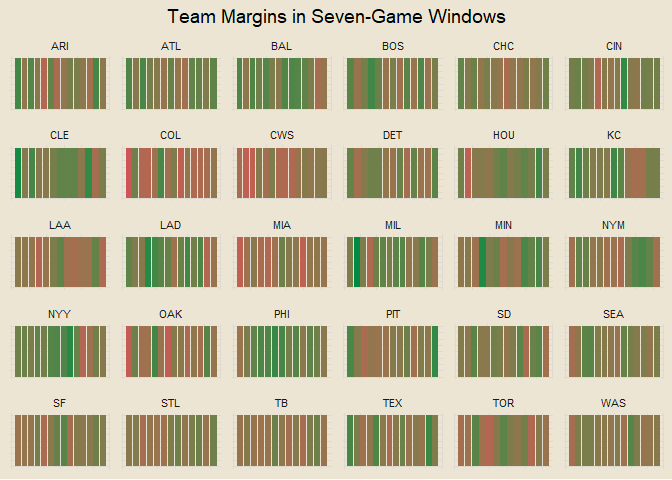 Team Margins in Seven-Game Windows
ARI ATL BAL BOS CHC CIN
CLE COL CWS DET HOU KC
LAA LAD MIA MIL MIN NYM
NYY OAK PHI PIT SD SEA
SF STL TB TEX TOR WAS